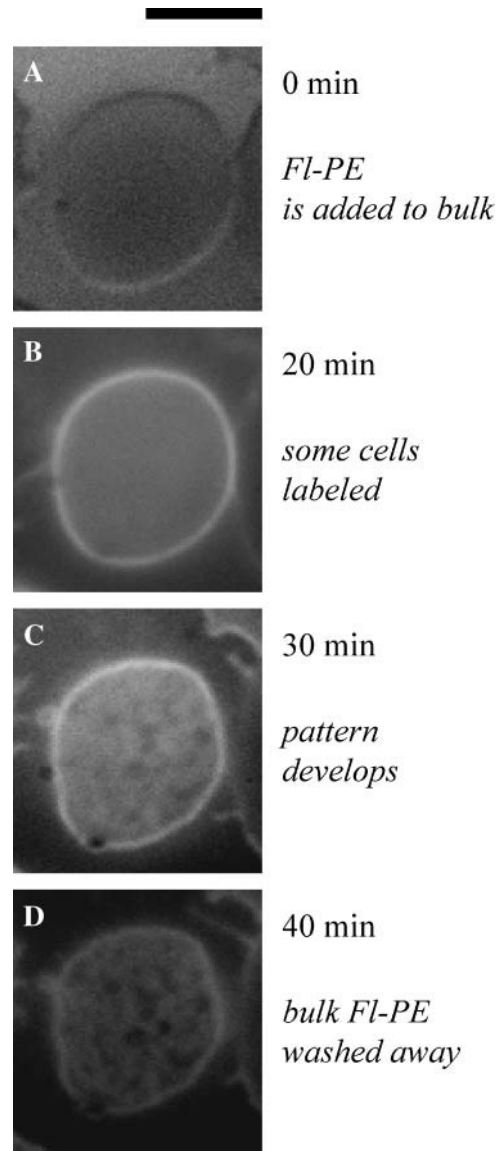 A
0 min
Fl-PE
is added to bulk
B
20 min
some cells
labeled
C
30 min
pattern
develops
D
40 min
bulk Fl-PE
washed away